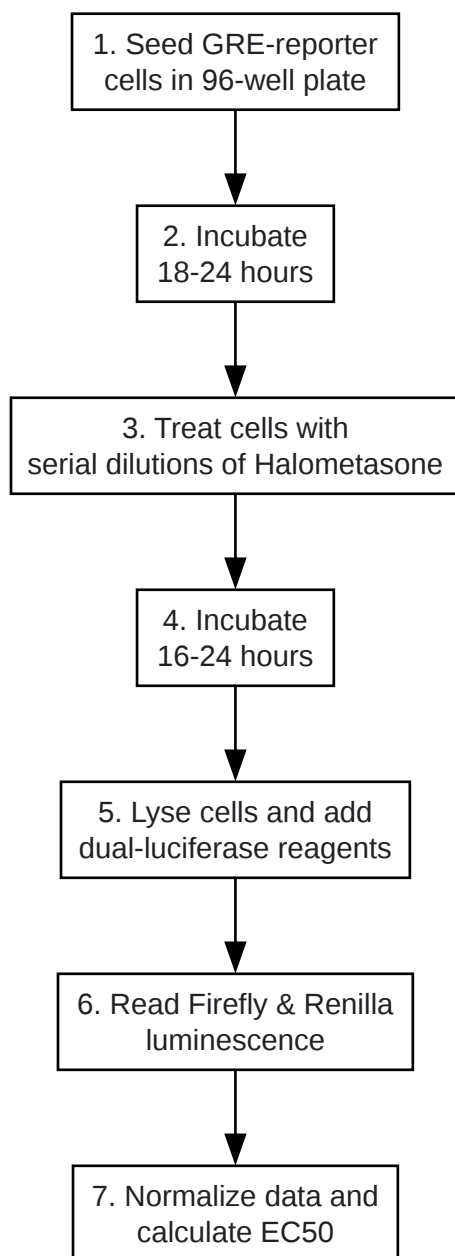 1. Seed GRE-reporter
cells in 96-well plate
2. Incubate
18-24 hours
3. Treat cells with
serial dilutions of Halometasone
4. Incubate
16-24 hours
5. Lyse cells and add
dual-luciferase reagents
6. Read Firefly & Renilla
luminescence
7. Normalize data and
calculate EC50